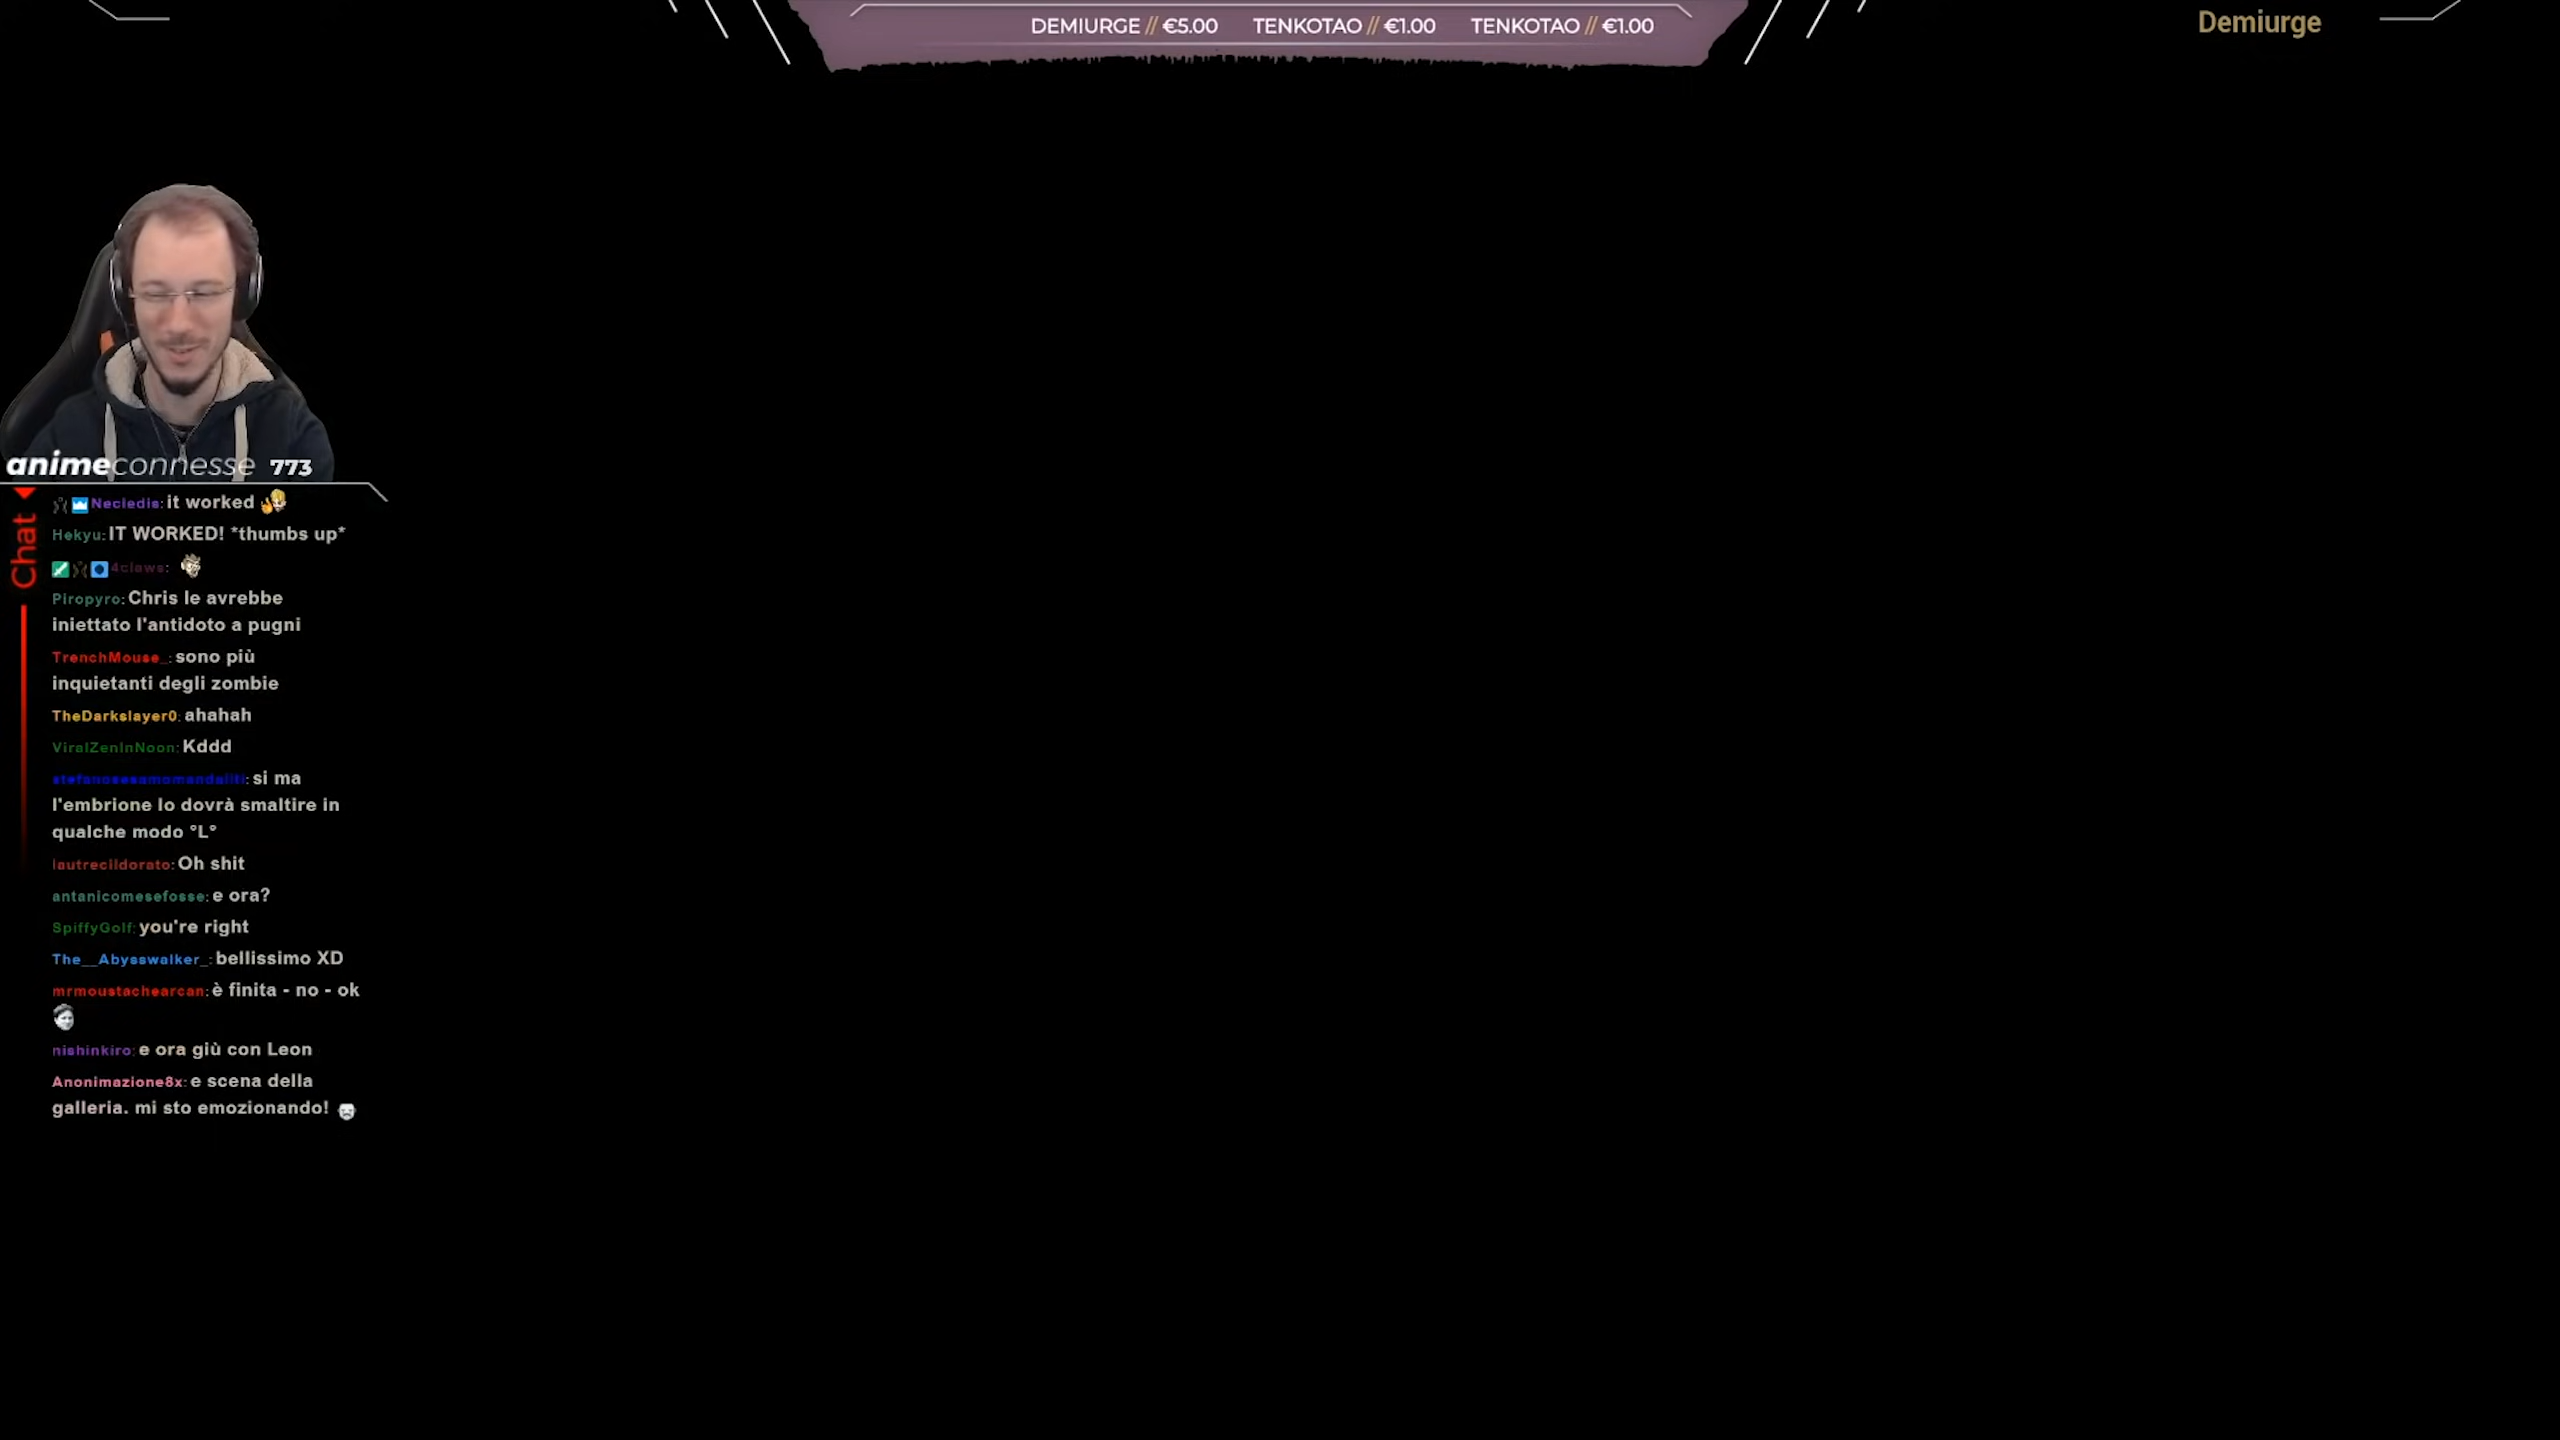 DEMIURGE // €5.00 TENKOTAO // €1.00 TENKOTAO // €1.00
Demiurge
animeconnesse 773
Chat
Necledis: it worked
Hekyu: IT WORKED! *thumbs up*
4claws:
Piropyro: Chris le avrebbe
iniettato l'antidoto a pugni
TrenchMouse_: sono più
inquietanti degli zombie
TheDarkslayer0: ahahah
ViralZenInNoon: Kddd
si ma
l'embrione lo dovrà smaltire in
qualche modo °L°
lautrecildorato: Oh shit
antanicomesefosse: e ora?
SpiffyGolf: you're right
The__Abysswalker_: bellissimo XD
mrmoustachearcan: è finita - no - ok
nishinkiro: e ora giù con Leon
Anonimazione8x: e scena della
galleria. mi sto emozionando!